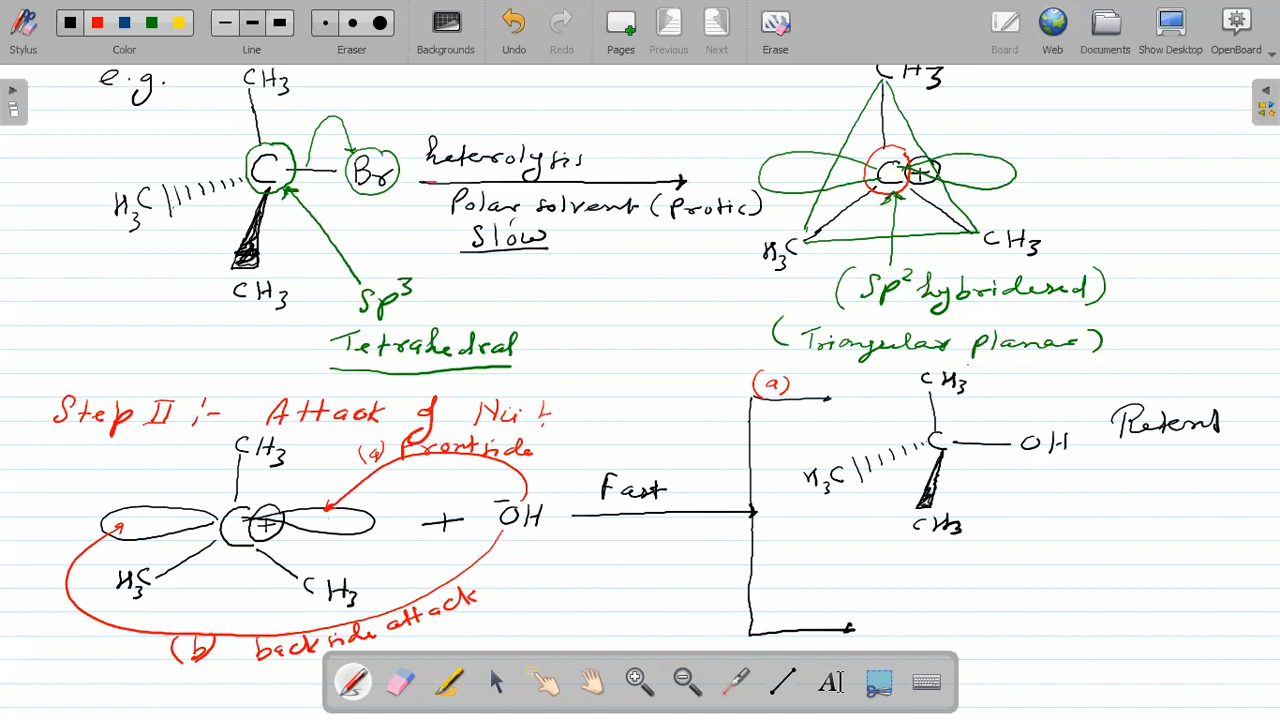 Stylus Color Line Eraser Backgrounds Undo Redo Pages Previous Next Erase Board Web Documents Show Desktop OpenBoard
e.g.
CH3
C
Br
H3C
CH3
heterolysis
Polar solvent (Protic)
Slow
Sp3
Tetrahedral
CH3
C +
H3C
CH3
(Sp2 hybridesed)
(Triangular planar)
Step II :- Attack of Nu:
(a) Frontside
CH3
C +
H3C
CH3
+
ŌH
(b) backside attack
Fast
(a)
CH3
C
OH
H3C
CH3
Retent